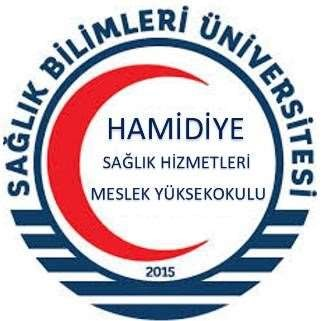 SAĞLIK BİLİMLERİ ÜNİVERSİTESİ
HAMİDİYE
SAĞLIK HİZMETLERİ
MESLEK YÜKSEKOKULU
2015